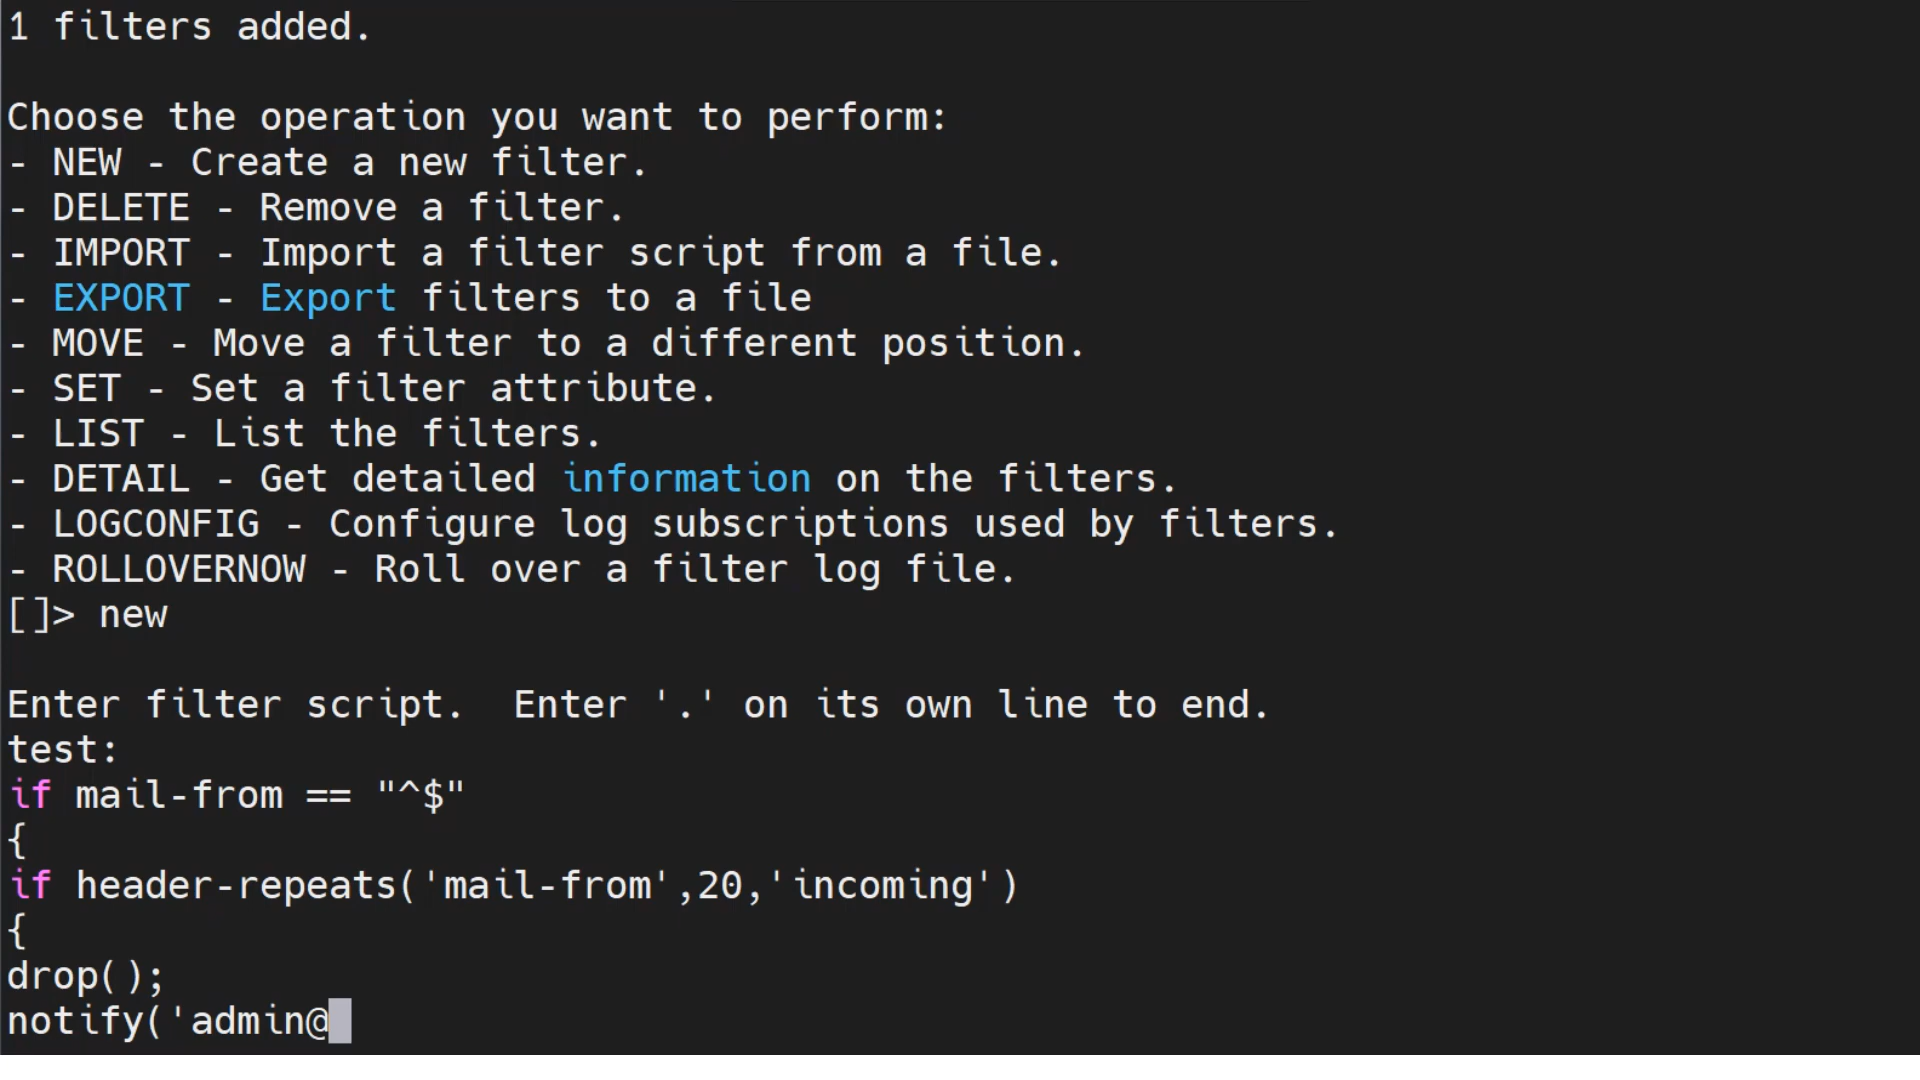 1 filters added.
Choose the operation you want to perform:
- NEW - Create a new filter.
- DELETE - Remove a filter.
- IMPORT - Import a filter script from a file.
- EXPORT - Export filters to a file
- MOVE - Move a filter to a different position.
- SET - Set a filter attribute.
- LIST - List the filters.
- DETAIL - Get detailed information on the filters.
- LOGCONFIG - Configure log subscriptions used by filters.
- ROLLOVERNOW - Roll over a filter log file.
[]> new
Enter filter script.  Enter '.' on its own line to end.
test:
if mail-from == "^$"
{
if header-repeats('mail-from',20,'incoming')
{
drop();
notify('admin@